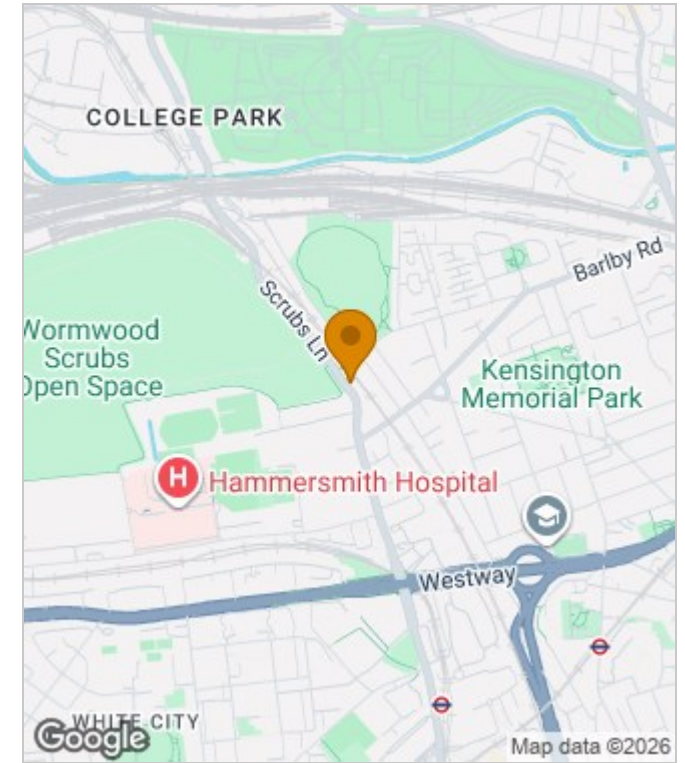 COLLEGE PARK
Barlby Rd
Scrubs Ln
Wormwood
Scrubs
Open Space
Kensington
Memorial Park
H
Hammersmith Hospital
Westway
WHITE CITY
Google
Map data ©2026